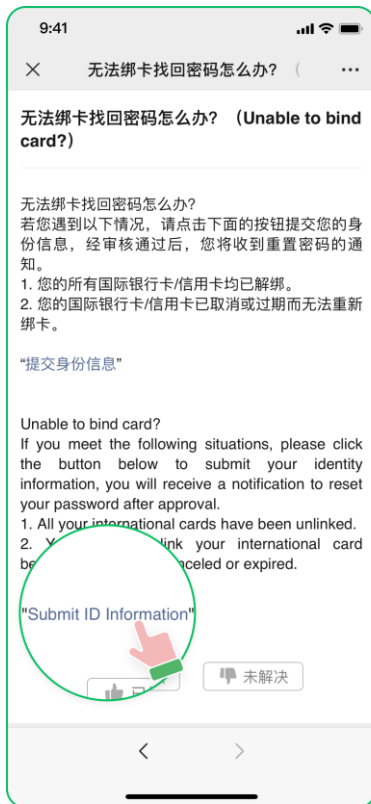 9:41
无法绑卡找回密码怎么办? (
无法绑卡找回密码怎么办? (Unable to bind
card?)
无法绑卡找回密码怎么办?
若您遇到以下情况，请点击下面的按钮提交您的身
份信息，经审核通过后，您将收到重置密码的通
知。
1. 您的所有国际银行卡/信用卡均已解绑。
2. 您的国际银行卡/信用卡已取消或过期而无法重新
绑卡。
“提交身份信息”
Unable to bind card?
If you meet the following situations, please click
the button below to submit your identity
information, you will receive a notification to reset
your password after approval.
1. All your international cards have been unlinked.
2. link your international card
or expired.
"Submit ID Information"
未解决